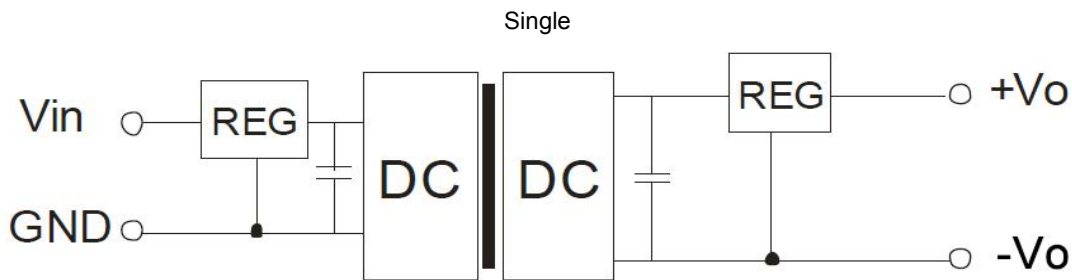 Single
Vin
REG
DC
DC
REG
+Vo
GND
-Vo